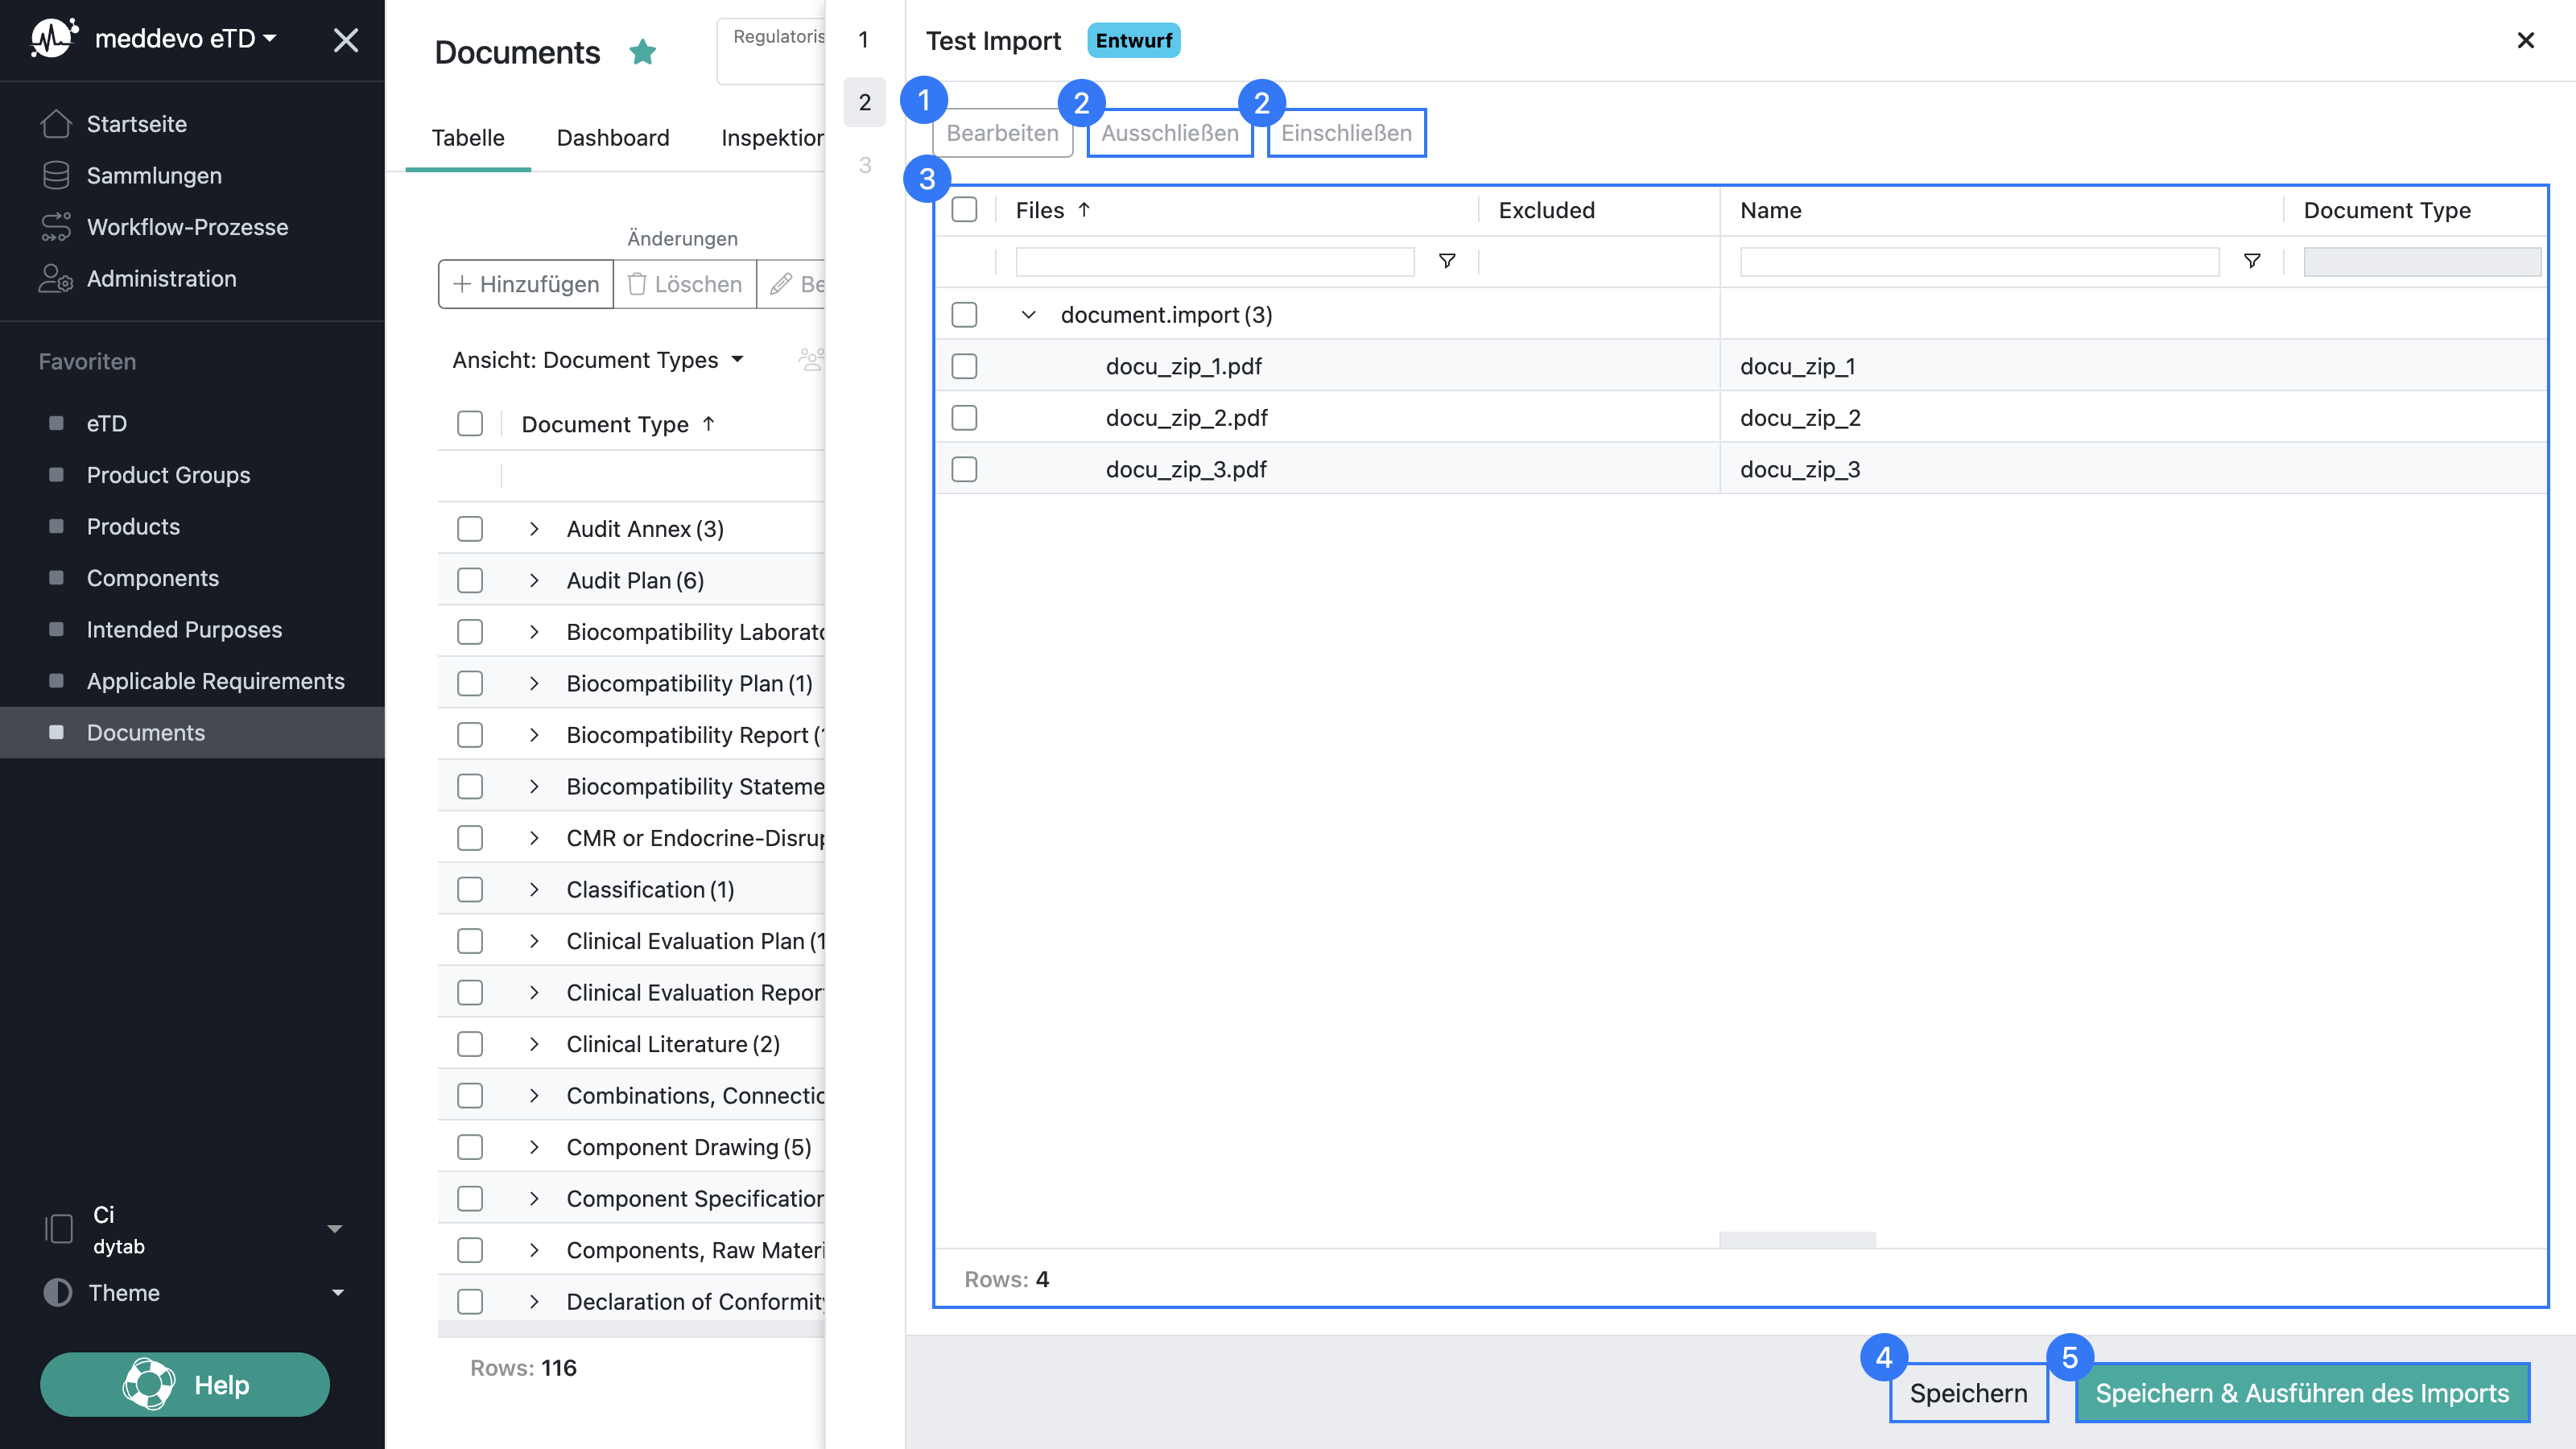 meddevo eTD
Startseite
Sammlungen
Workflow-Prozesse
Administration
Favoriten
eTD
Product Groups
Products
Components
Intended Purposes
Applicable Requirements
Documents
Ci
dytab
Theme
Help
Documents
Regulatoris
Tabelle Dashboard Inspektion
Änderungen
Hinzufügen Löschen Be
Ansicht: Document Types
Document Type ↑
Audit Annex (3)
Audit Plan (6)
Biocompatibility Laborato
Biocompatibility Plan (1)
Biocompatibility Report (1
Biocompatibility Stateme
CMR or Endocrine-Disrup
Classification (1)
Clinical Evaluation Plan (1
Clinical Evaluation Repor
Clinical Literature (2)
Combinations, Connectio
Component Drawing (5)
Component Specification
Components, Raw Materi
Declaration of Conformity
Rows: 116
1
2
3
Test Import Entwurf
1 2 2
Bearbeiten Ausschließen Einschließen
3
Files ↑ Excluded Name Document Type
document.import (3)
docu_zip_1.pdf docu_zip_1
docu_zip_2.pdf docu_zip_2
docu_zip_3.pdf docu_zip_3
Rows: 4
4 5
Speichern Speichern & Ausführen des Imports